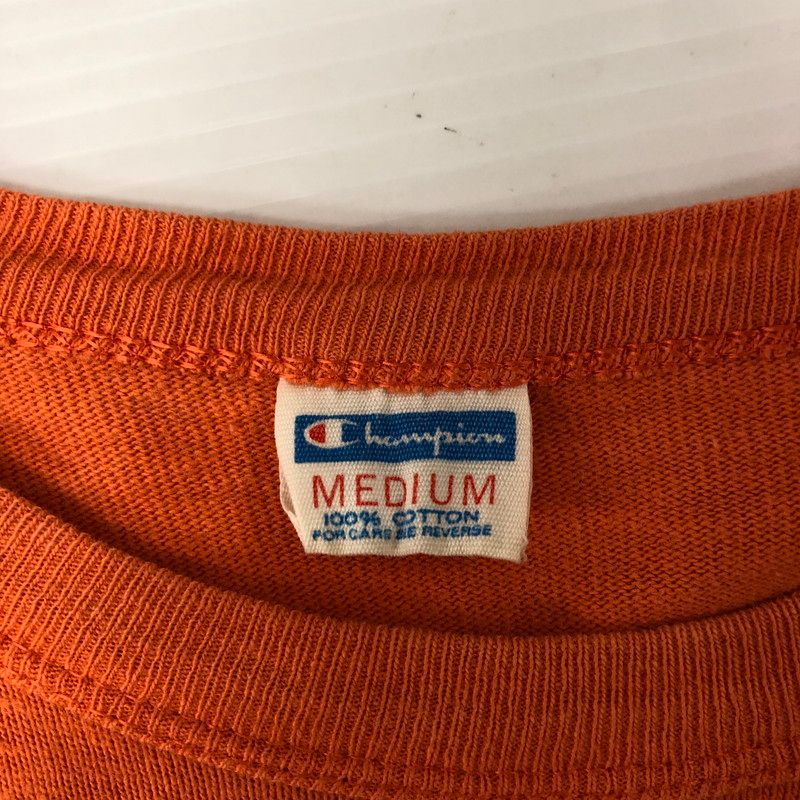 Champion
MEDIUM
100% COTTON
FOR CARE SEE REVERSE